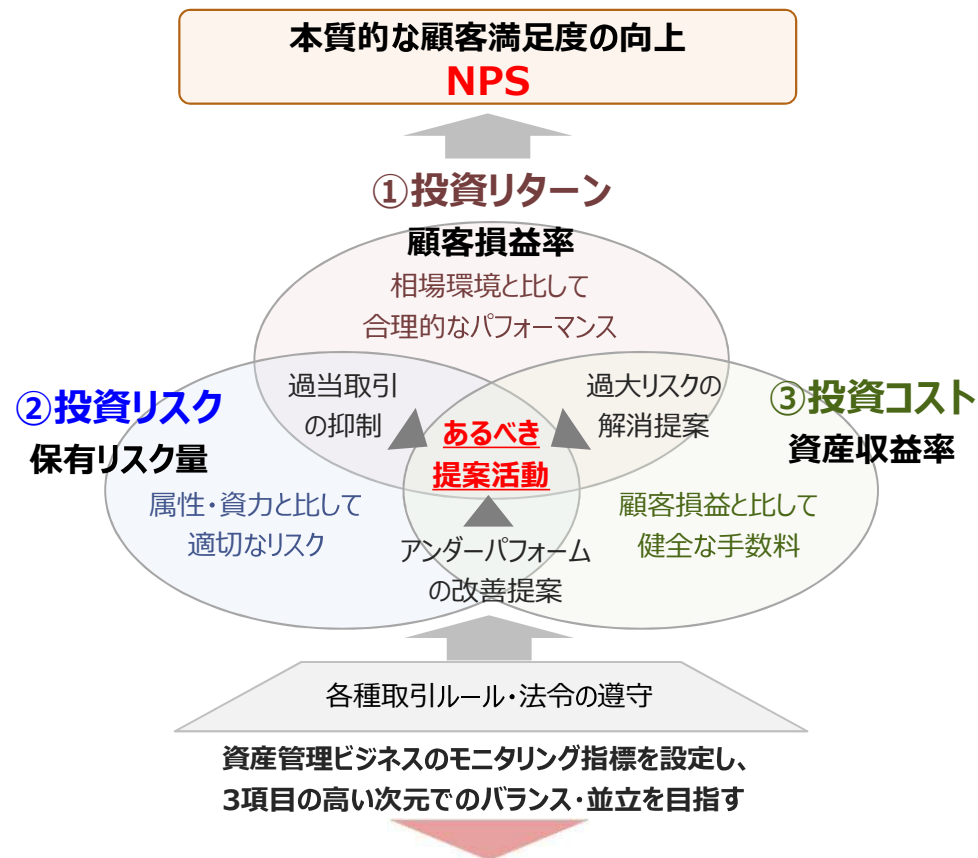 本質的な顧客満足度の向上
NPS
①投資リターン
顧客損益率
相場環境と比して
合理的なパフォーマンス
過当取引
の抑制
過大リスクの
解消提案
②投資リスク
保有リスク量
属性・資力と比して
適切なリスク
あるべき
提案活動
③投資コスト
資産収益率
顧客損益と比して
健全な手数料
アンダーパフォーム
の改善提案
各種取引ルール・法令の遵守
資産管理ビジネスのモニタリング指標を設定し、
3項目の高い次元でのバランス・並立を目指す